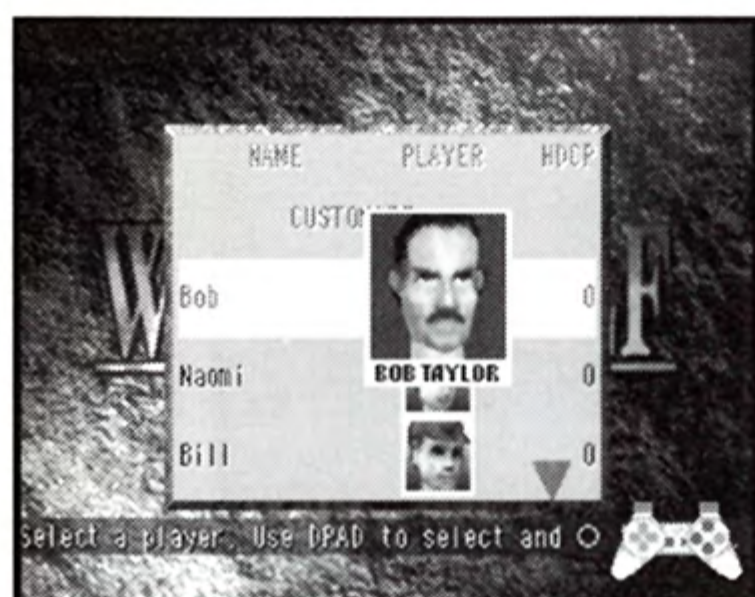 NAME PLAYER HDCP
Bob 0
BOB TAYLOR
Naomi 0
Bill 0
Select a player. Use DPAD to select and O